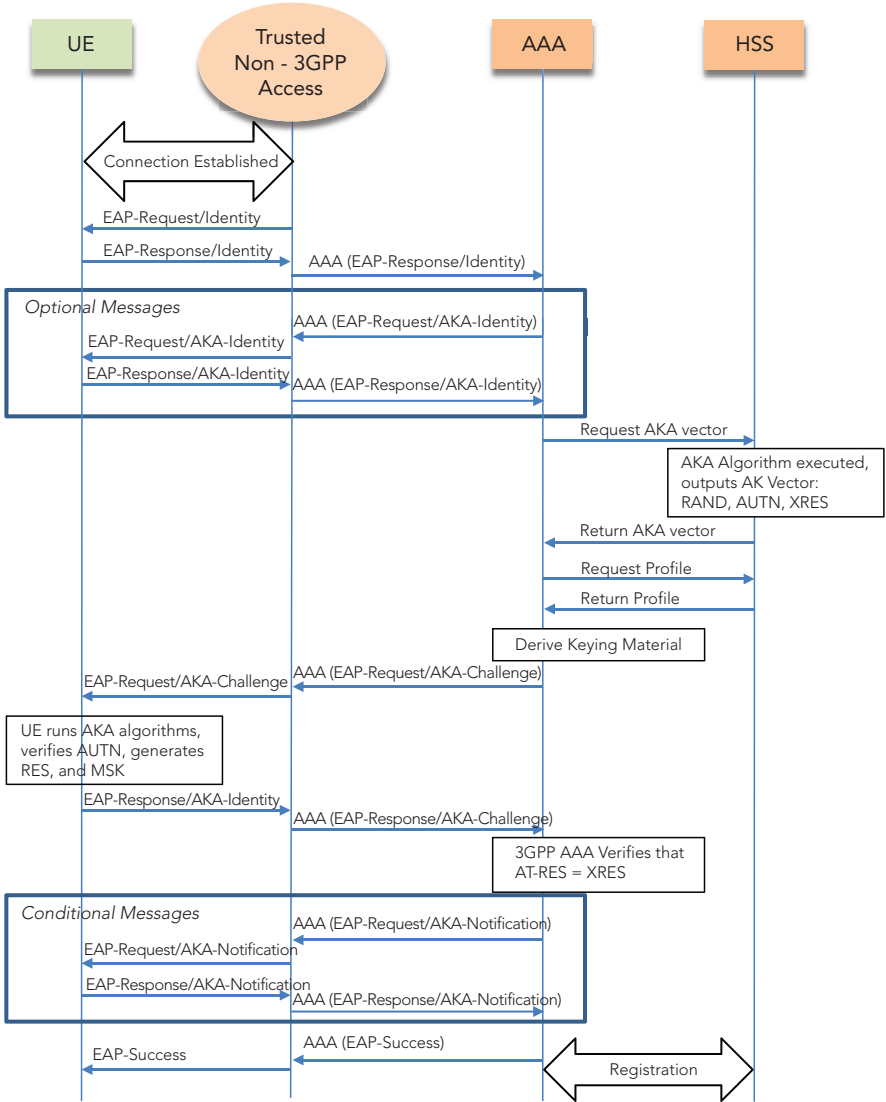 UE
Trusted
Non - 3GPP
Access
AAA
HSS
Connection Established
EAP-Request/Identity
EAP-Response/Identity
AAA (EAP-Response/Identity)
Optional Messages
AAA (EAP-Request/AKA-Identity)
EAP-Request/AKA-Identity
EAP-Response/AKA-Identity
AAA (EAP-Response/AKA-Identity)
Request AKA vector
AKA Algorithm executed,
outputs AK Vector:
RAND, AUTN, XRES
Return AKA vector
Request Profile
Return Profile
Derive Keying Material
AAA (EAP-Request/AKA-Challenge)
EAP-Request/AKA-Challenge
UE runs AKA algorithms,
verifies AUTN, generates
RES, and MSK
EAP-Response/AKA-Identity
AAA (EAP-Response/AKA-Challenge)
3GPP AAA Verifies that
AT-RES = XRES
Conditional Messages
AAA (EAP-Request/AKA-Notification)
EAP-Request/AKA-Notification
EAP-Response/AKA-Notification
AAA (EAP-Response/AKA-Notification)
AAA (EAP-Success)
EAP-Success
Registration